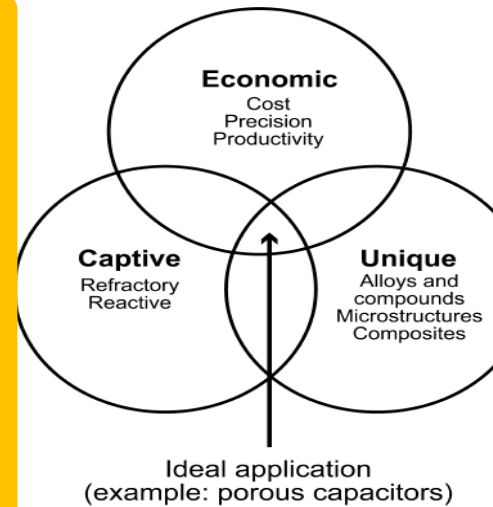 Economic
Cost
Precision
Productivity
Captive
Refractory
Reactive
Unique
Alloys and
compounds
Microstructures
Composites
Ideal application
(example: porous capacitors)